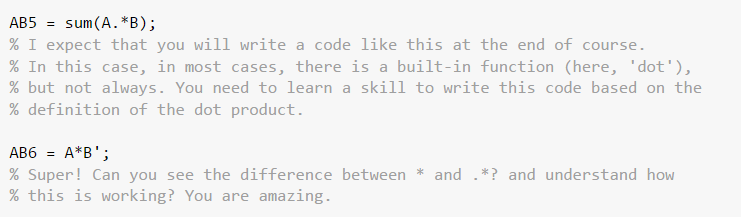 AB5 = sum(A.*B);
% I expect that you will write a code like this at the end of course.
% In this case, in most cases, there is a built-in function (here, 'dot'),
% but not always. You need to learn a skill to write this code based on the
% definition of the dot product.
AB6 = A*B';
% Super! Can you see the difference between * and .*? and understand how
% this is working? You are amazing.